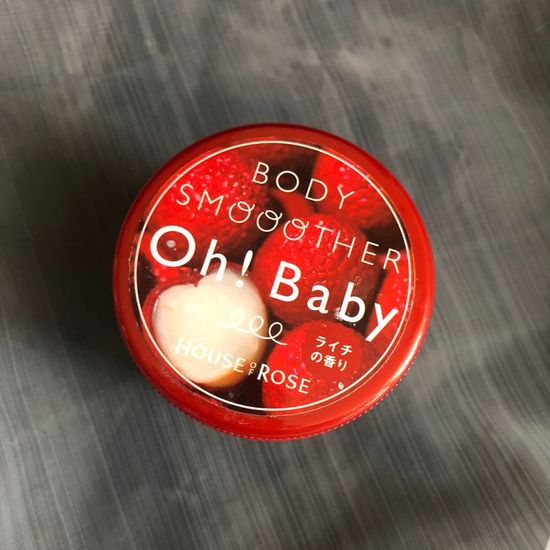 BODY
SMOOOTHER
Oh! Baby
ライチ
の香り
HOUSE OF ROSE